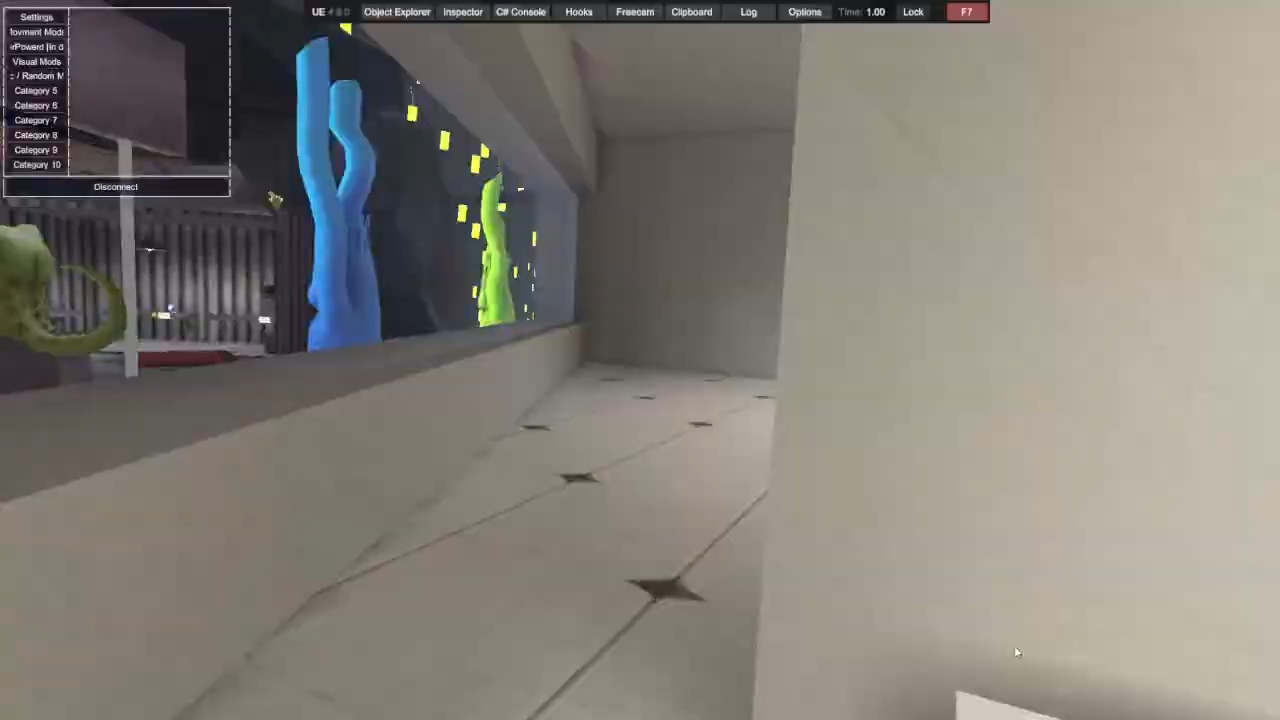 UE Object Explorer Inspector C# Console Hooks Freecam Clipboard Log Options Time: 1.00 Lock F7
Settings
Visual Mods
/ Random M
Category 5
Category 6
Category 7
Category 8
Category 9
Category 10
Disconnect